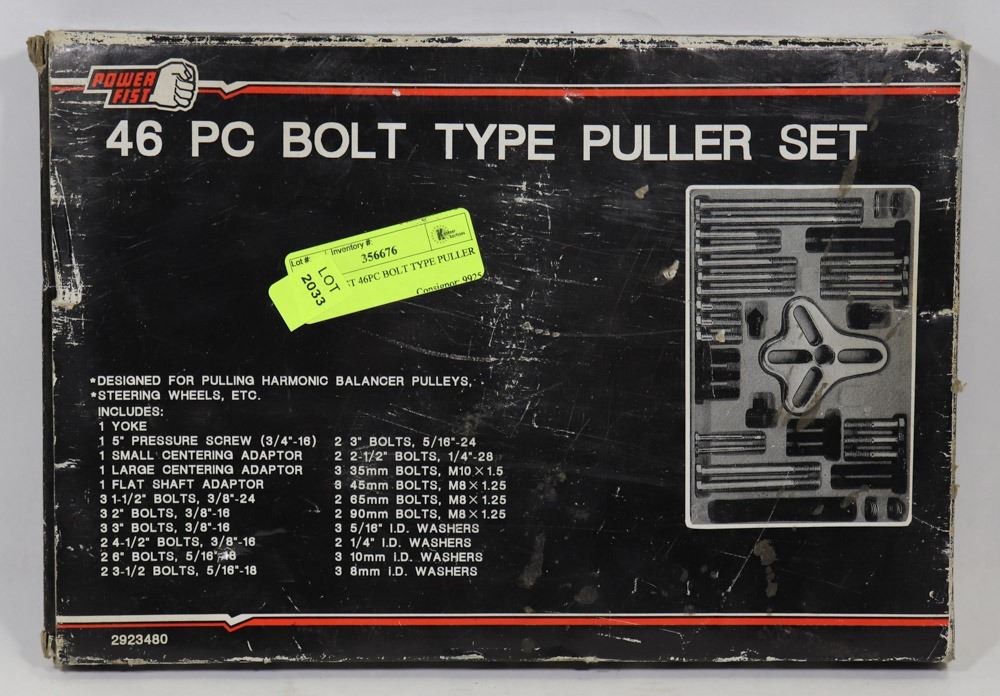 POWER
FIST
46 PC BOLT TYPE PULLER SET
Lot #: Inventory #:
356676
LOT
2033
T 46PC BOLT TYPE PULLER
Consignor: 9925
*DESIGNED FOR PULLING HARMONIC BALANCER PULLEYS,
*STEERING WHEELS, ETC.
INCLUDES:
1 YOKE
1 5" PRESSURE SCREW (3/4"-16)
1 SMALL CENTERING ADAPTOR
1 LARGE CENTERING ADAPTOR
1 FLAT SHAFT ADAPTOR
3 1-1/2" BOLTS, 3/8"-24
3 2" BOLTS, 3/8"-16
3 3" BOLTS, 3/8"-16
2 4-1/2" BOLTS, 3/8"-16
2 6" BOLTS, 5/16"-18
2 3-1/2 BOLTS, 5/16"-18
2 3" BOLTS, 5/16"-24
2 2-1/2" BOLTS, 1/4"-28
3 35mm BOLTS, M10×1.5
3 45mm BOLTS, M8×1.25
2 65mm BOLTS, M8×1.25
2 90mm BOLTS, M8×1.25
3 5/16" I.D. WASHERS
2 1/4" I.D. WASHERS
3 10mm I.D. WASHERS
3 8mm I.D. WASHERS
2923480